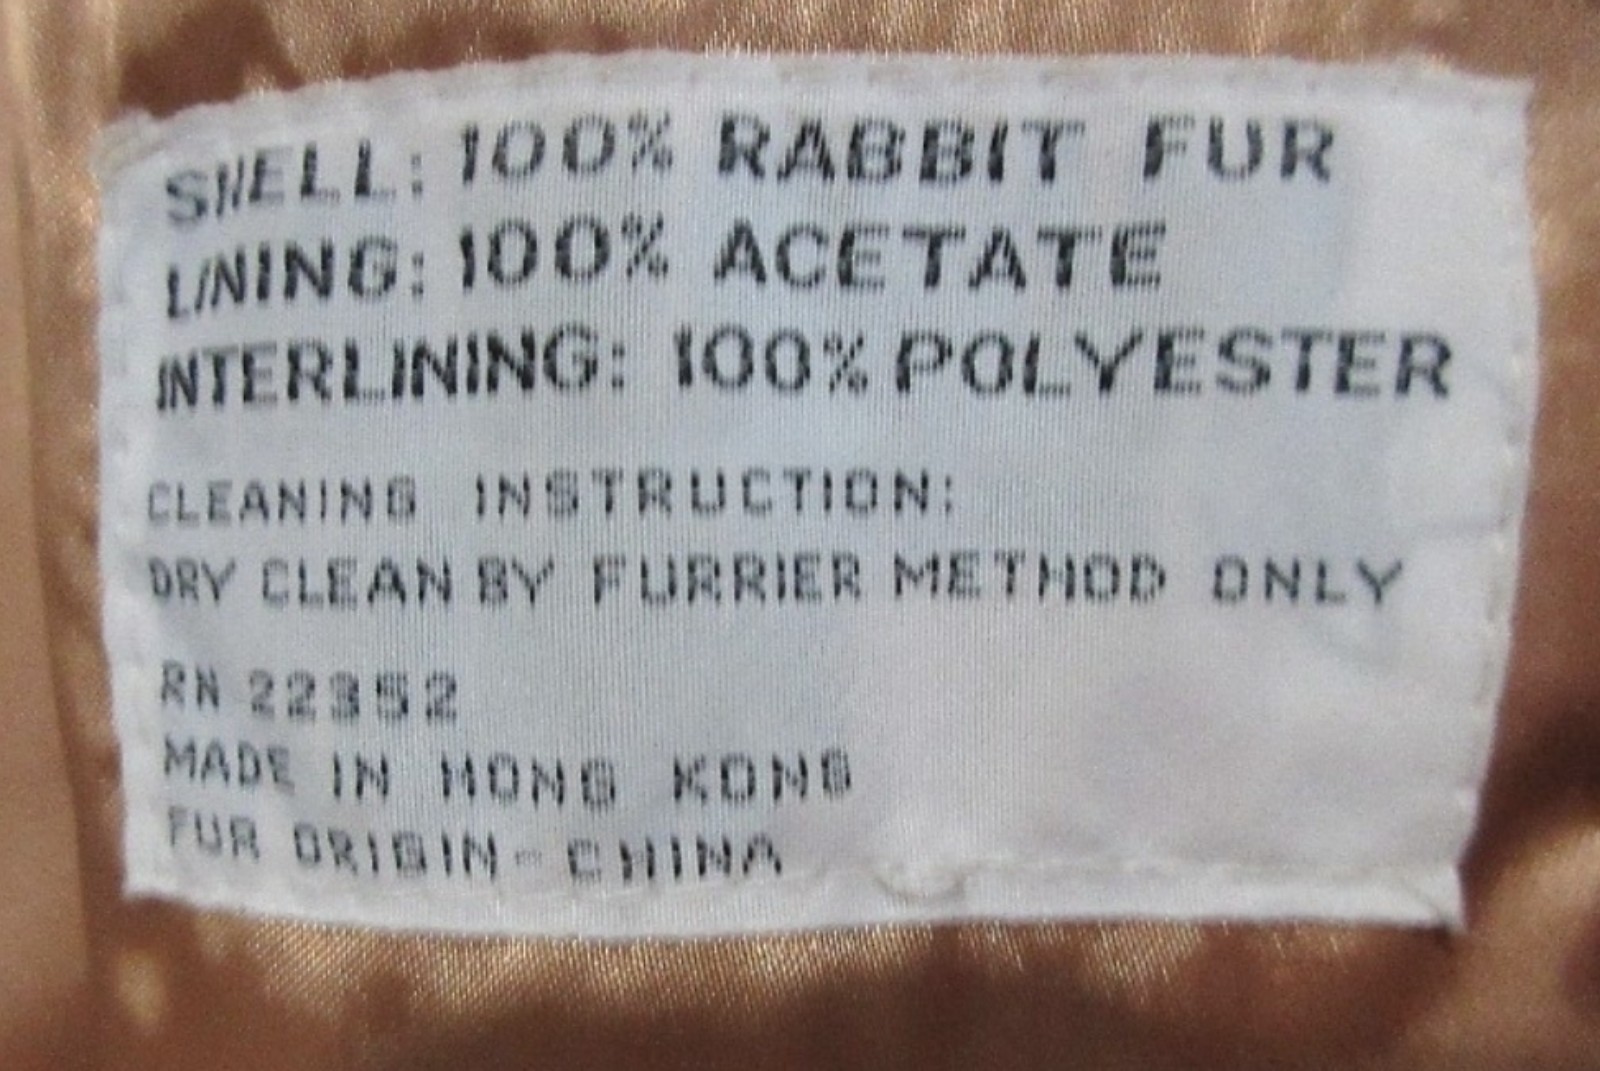 SHELL: 100% RABBIT FUR
LINING: 100% ACETATE
INTERLINING: 100% POLYESTER
CLEANING INSTRUCTION:
DRY CLEAN BY FURRIER METHOD ONLY
RN 22352
MADE IN HONG KONG
FUR ORIGIN - CHINA